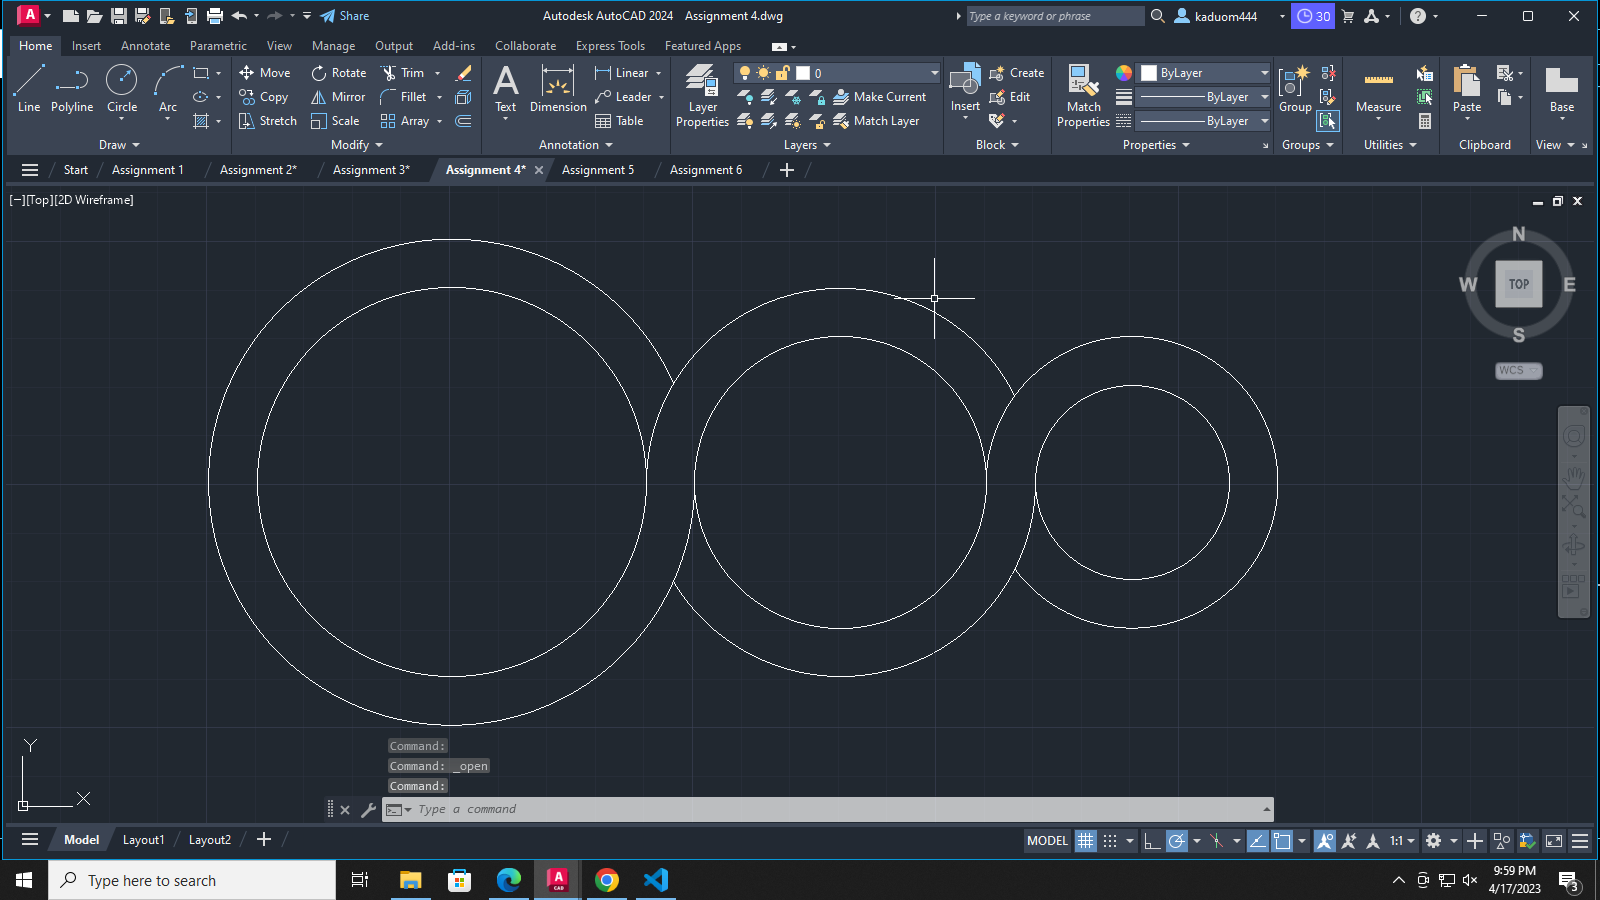 A Share Autodesk AutoCAD 2024 Assignment 4.dwg Type a keyword or phrase kaduom444 30 ?
Home Insert Annotate Parametric View Manage Output Add-ins Collaborate Express Tools Featured Apps
Line Polyline Circle Arc
Draw
Move Rotate Trim
Copy Mirror Fillet
Stretch Scale Array
Modify
A Text Dimension
Linear
Leader
Table
Annotation
Layer Properties
0
Make Current
Match Layer
Layers
Insert
Create
Edit
Block
Match Properties
ByLayer
ByLayer
ByLayer
Properties
Group
Groups
Measure
Utilities
Paste
Clipboard
Base
View
Start Assignment 1 Assignment 2* Assignment 3* Assignment 4* Assignment 5 Assignment 6
[−][Top][2D Wireframe]
N
W TOP E
S
WCS
Y
X
Command:
Command: _open
Command:
Type a command
Model Layout1 Layout2 MODEL 1:1
Type here to search
A
CAD
9:59 PM
4/17/2023
3